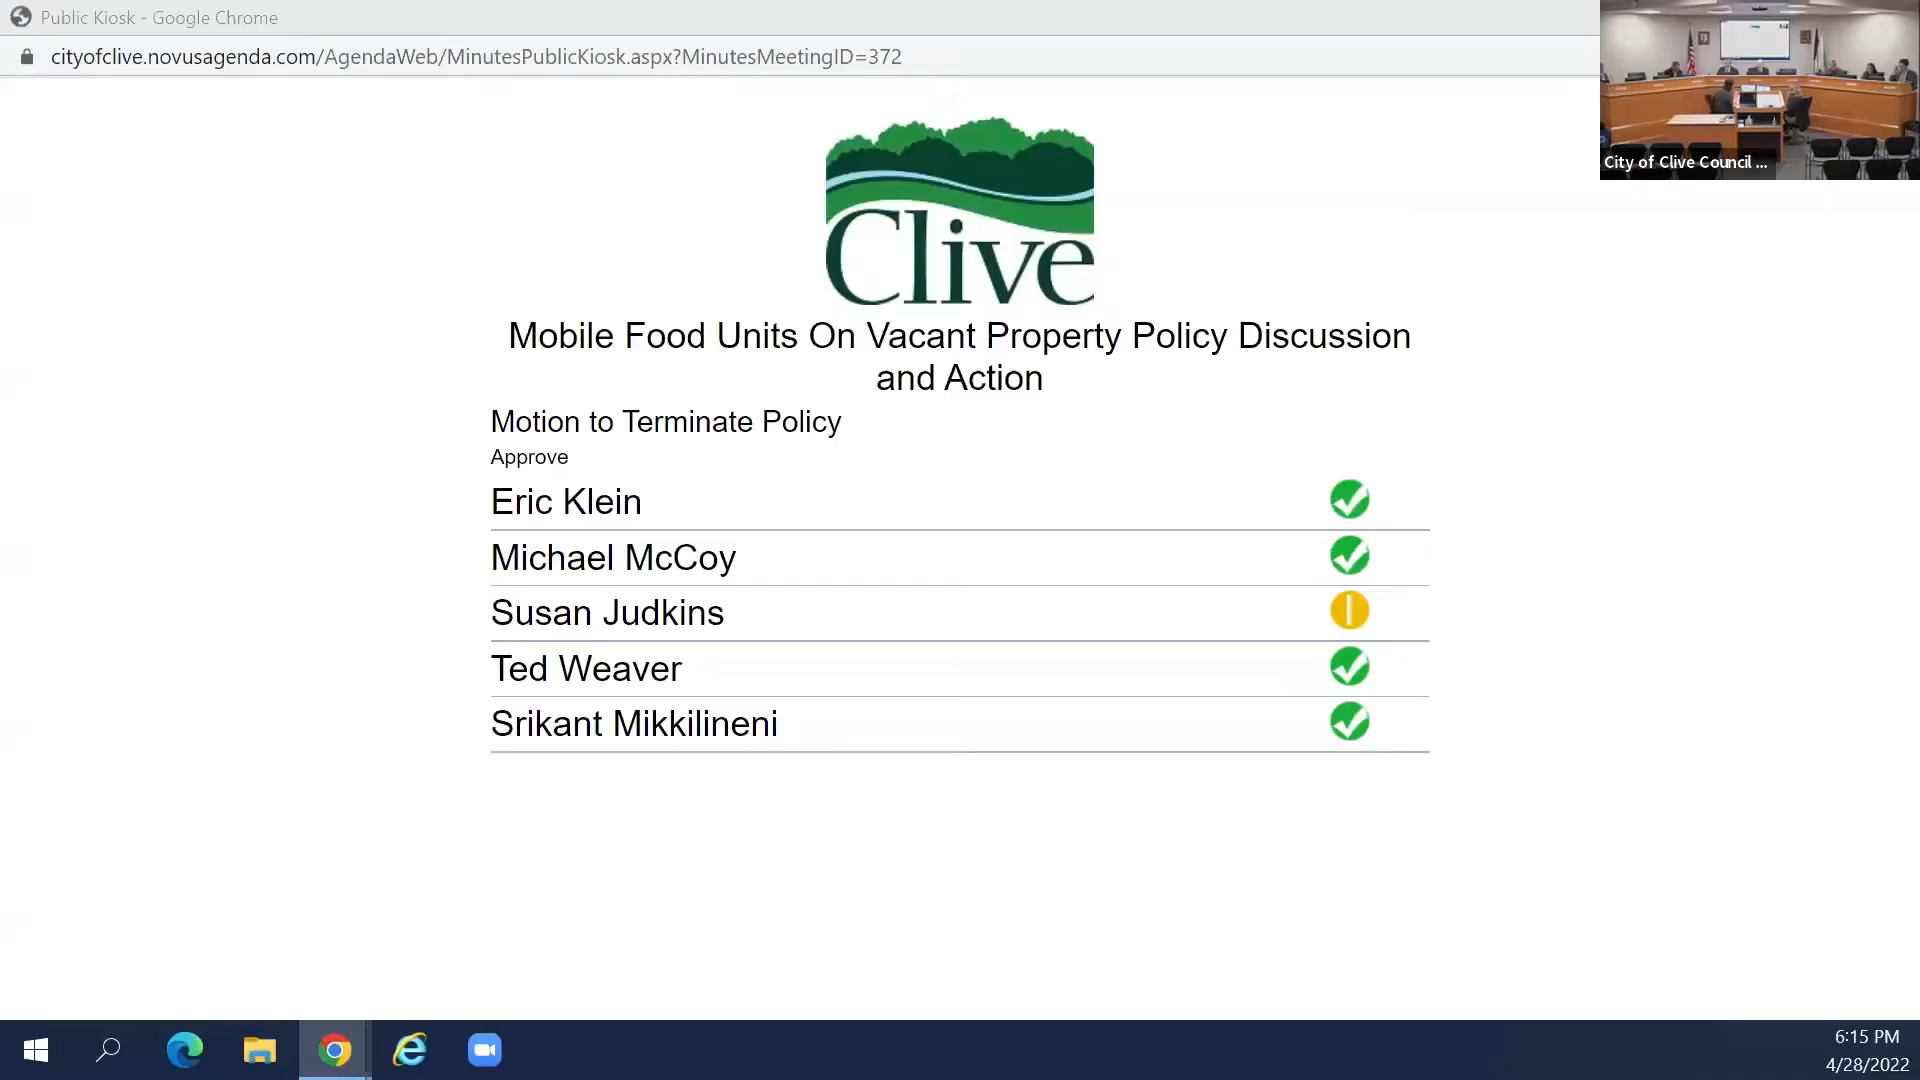 Public Kiosk - Google Chrome
cityofclive.novusagenda.com/AgendaWeb/MinutesPublicKiosk.aspx?MinutesMeetingID=372
City of Clive Council ...
Clive
Mobile Food Units On Vacant Property Policy Discussion
and Action
Motion to Terminate Policy
Approve
Eric Klein
Michael McCoy
Susan Judkins
Ted Weaver
Srikant Mikkilineni
6:15 PM
4/28/2022